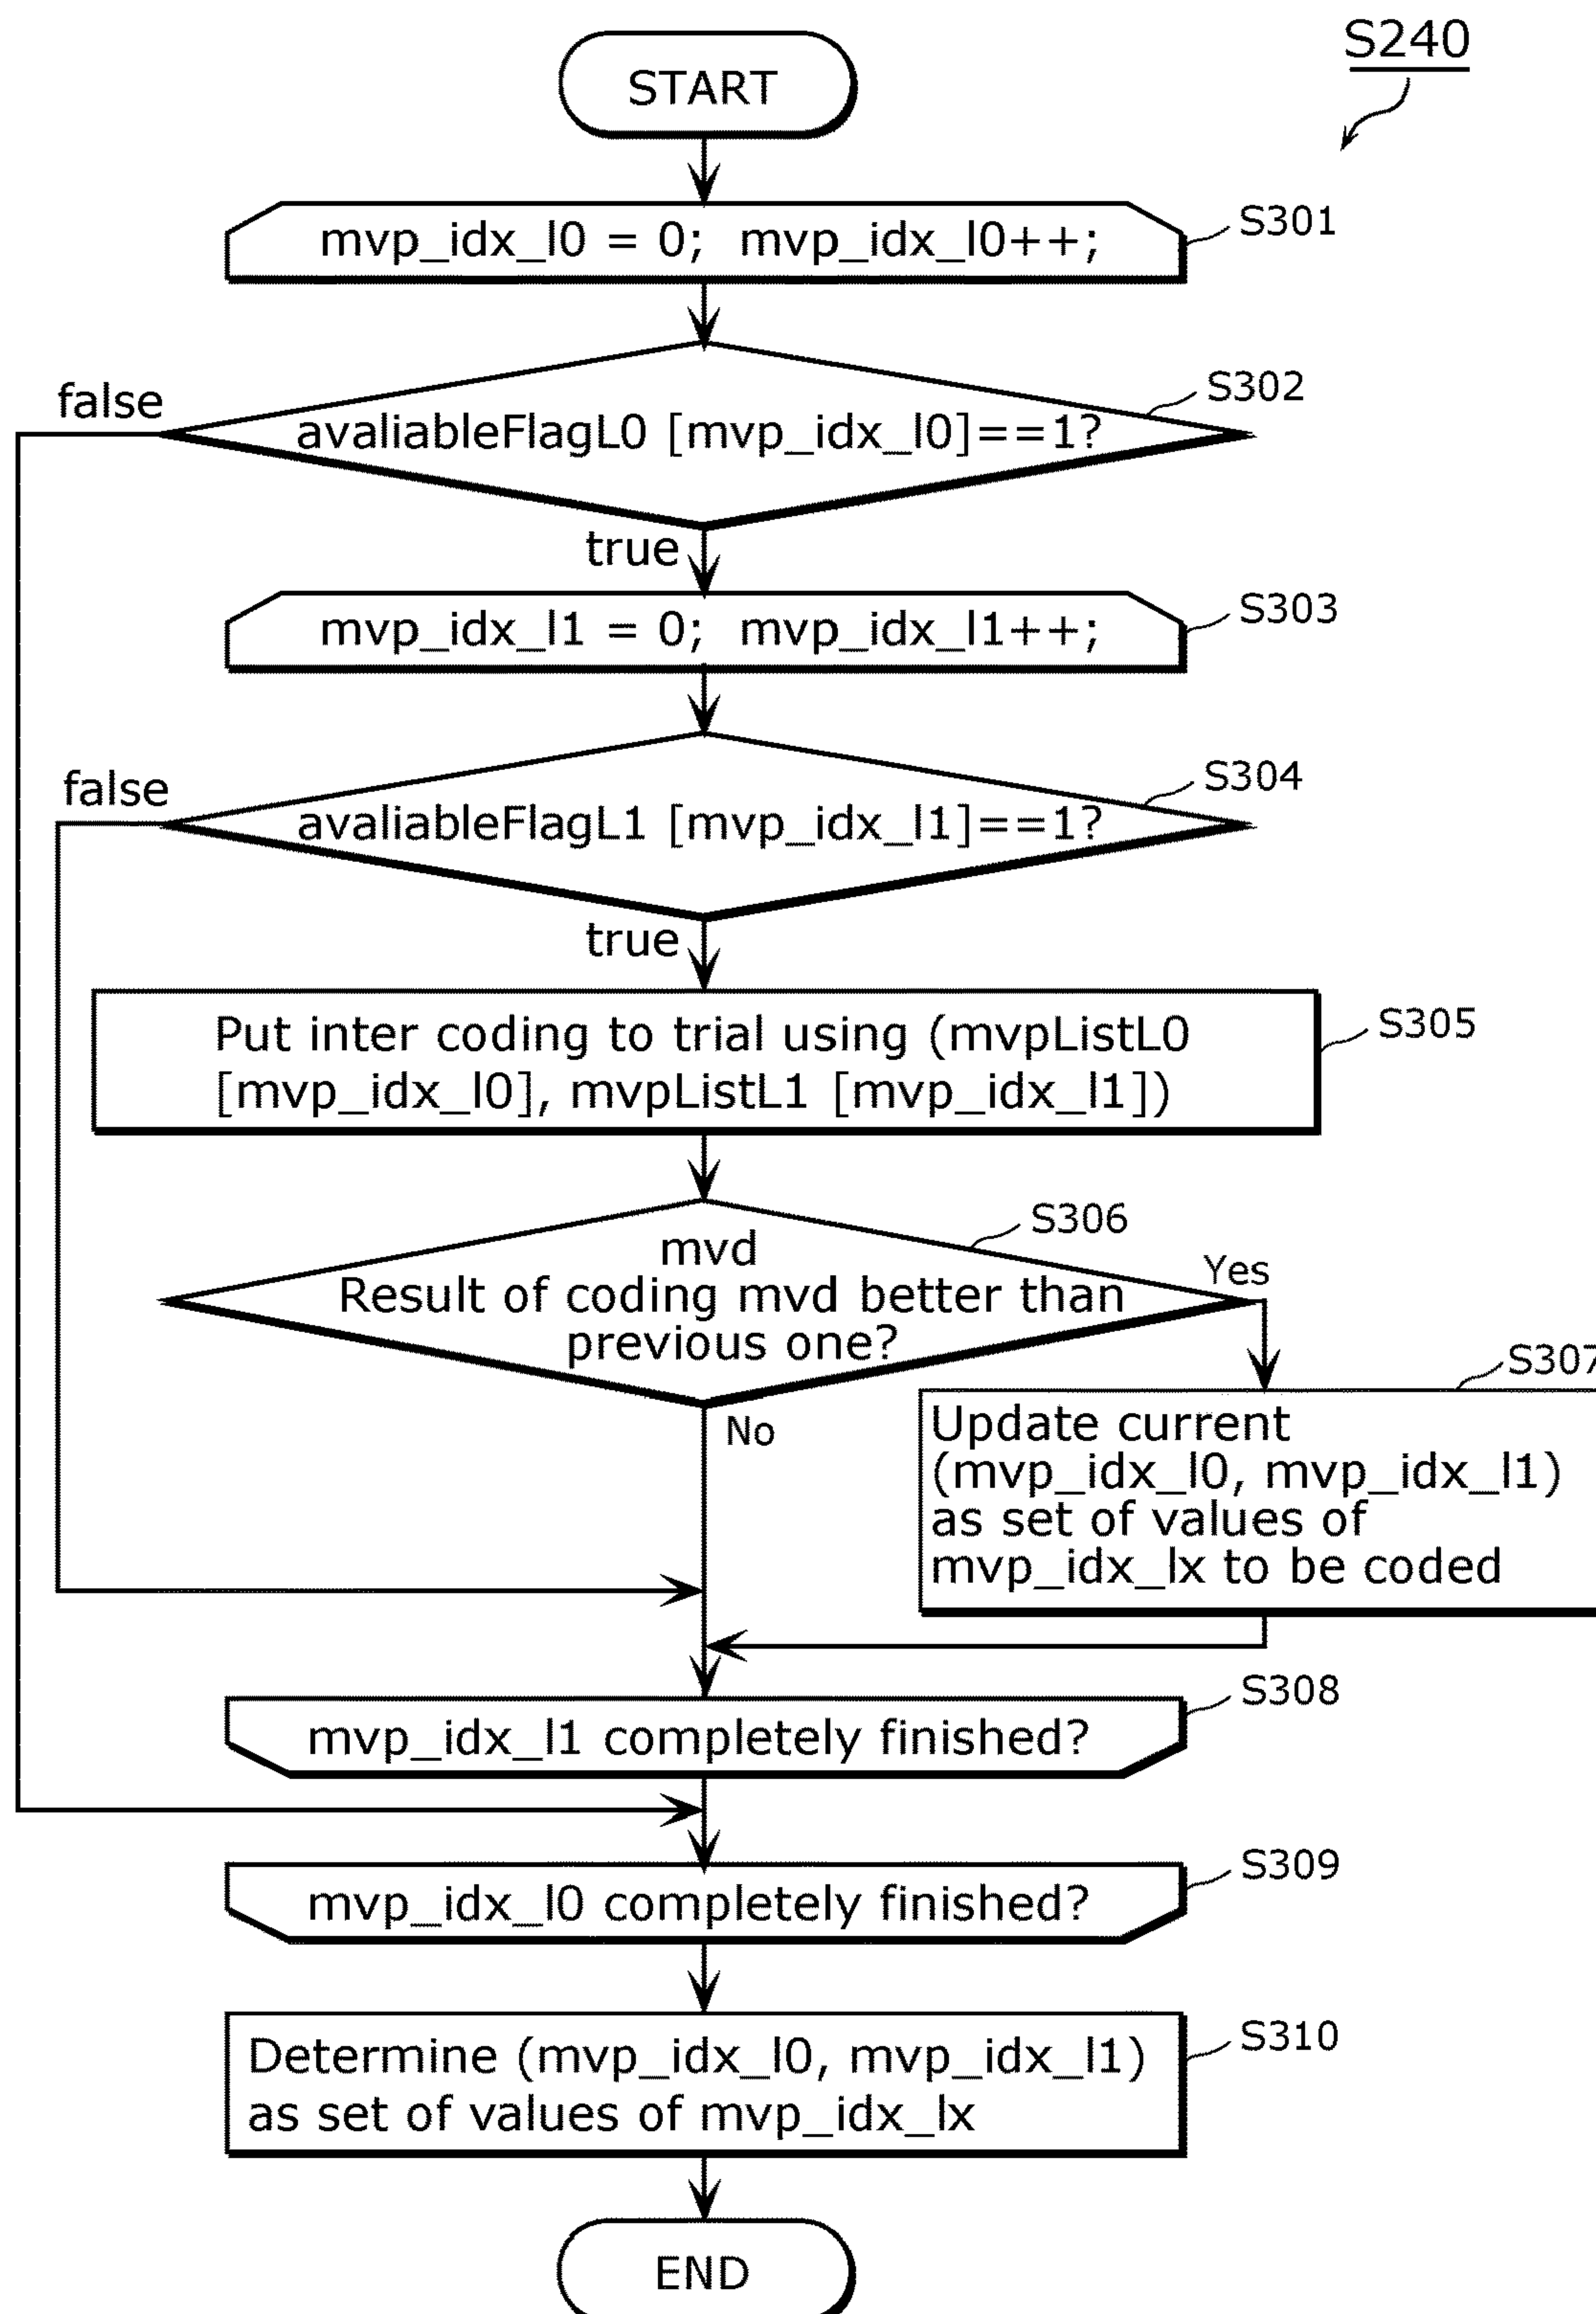 S240
START
mvp_idx_l0 = 0; mvp_idx_l0++;
S301
false
avaliableFlagL0 [mvp_idx_l0]==1?
S302
true
mvp_idx_l1 = 0; mvp_idx_l1++;
S303
false
avaliableFlagL1 [mvp_idx_l1]==1?
S304
true
Put inter coding to trial using (mvpListL0
[mvp_idx_l0], mvpListL1 [mvp_idx_l1])
S305
mvd
Result of coding mvd better than
previous one?
S306
Yes
No
S307
Update current
(mvp_idx_l0, mvp_idx_l1)
as set of values of
mvp_idx_lx to be coded
mvp_idx_l1 completely finished?
S308
mvp_idx_l0 completely finished?
S309
Determine (mvp_idx_l0, mvp_idx_l1)
as set of values of mvp_idx_lx
S310
END